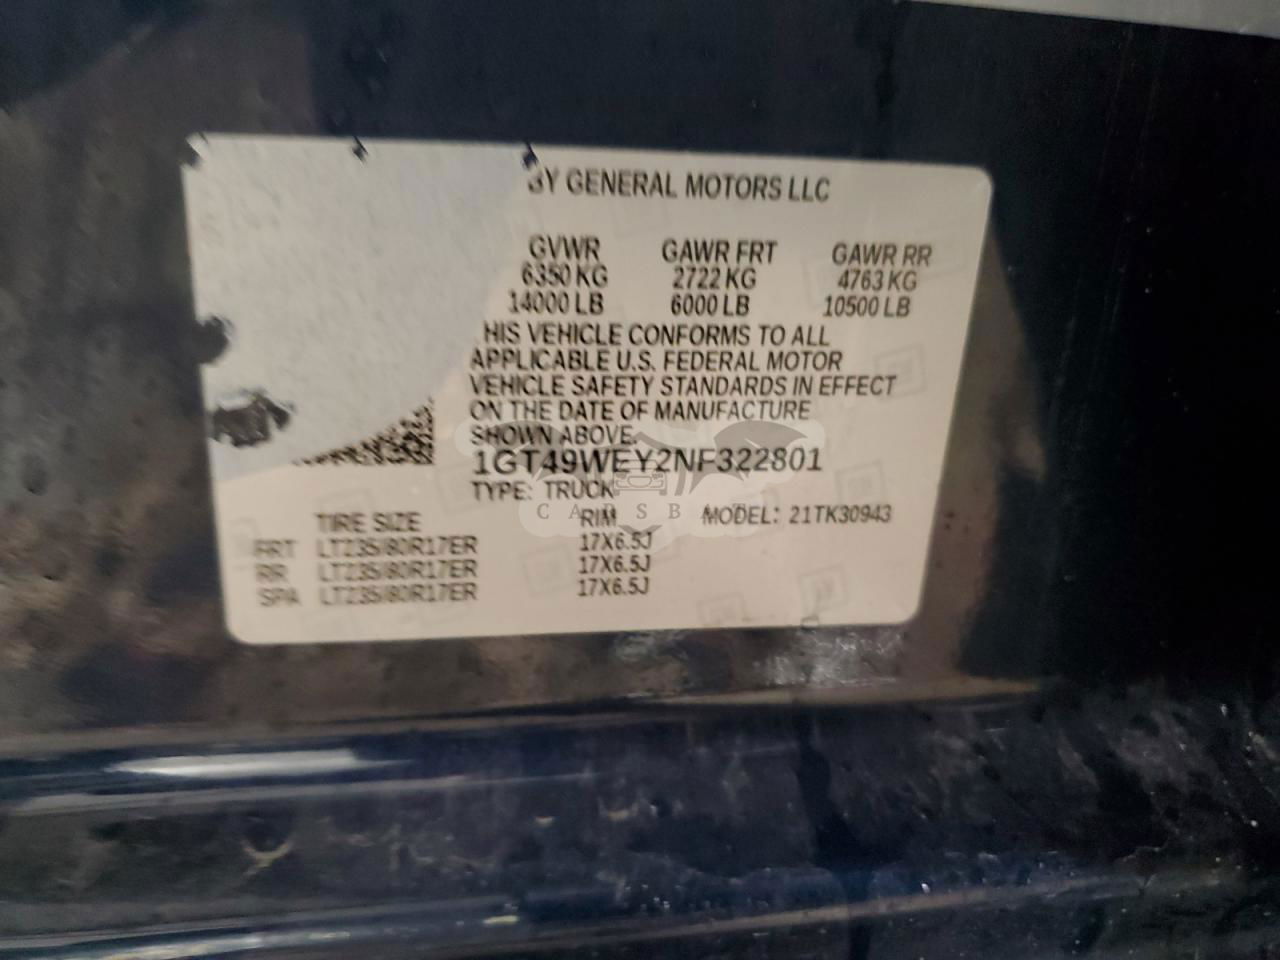 BY GENERAL MOTORS LLC
GVWR GAWR FRT GAWR RR
6350 KG 2722 KG 4763 KG
14000 LB 6000 LB 10500 LB
THIS VEHICLE CONFORMS TO ALL
APPLICABLE U.S. FEDERAL MOTOR
VEHICLE SAFETY STANDARDS IN EFFECT
ON THE DATE OF MANUFACTURE
SHOWN ABOVE.
1GT49WEY2NF322801
TYPE: TRUCK
TIRE SIZE RIM MODEL: 21TK30943
FRT LT235/80R17ER 17X6.5J
RR LT235/80R17ER 17X6.5J
SPA LT235/80R17ER 17X6.5J